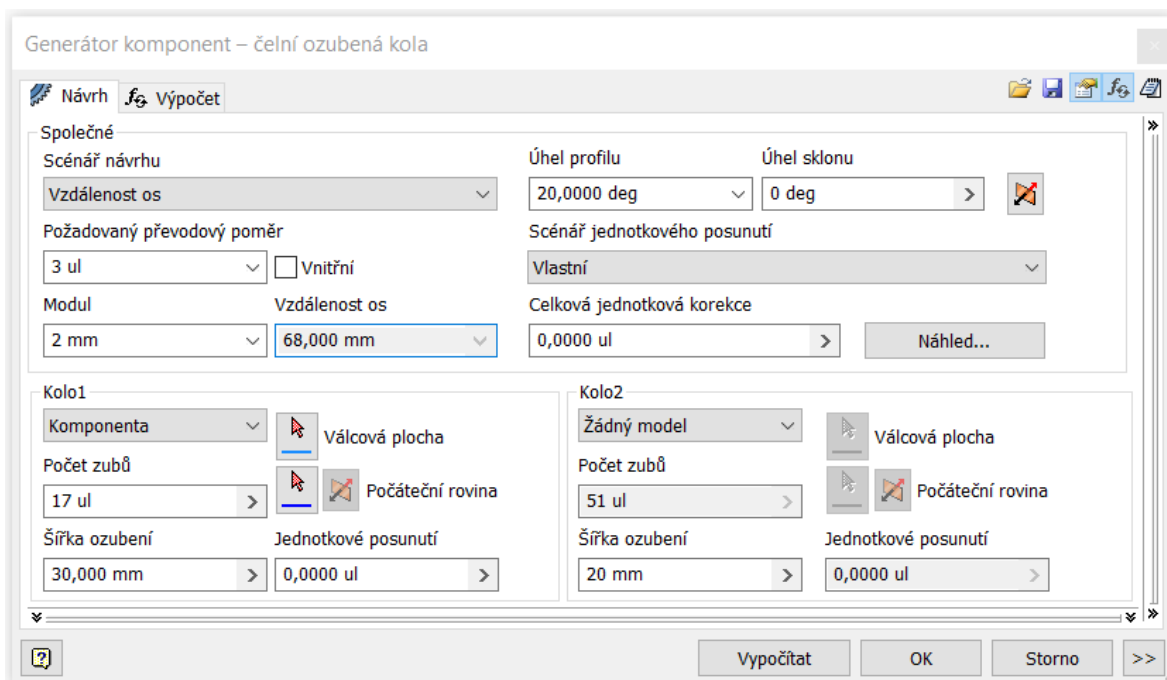 Generátor komponent – čelní ozubená kola
Návrh Výpočet
Společné
Scénář návrhu Úhel profilu Úhel sklonu
Vzdálenost os 20,0000 deg 0 deg
Požadovaný převodový poměr Scénář jednotkového posunutí
3 ul Vnitřní Vlastní
Modul Vzdálenost os Celková jednotková korekce
2 mm 68,000 mm 0,0000 ul Náhled...
Kolo1 Kolo2
Komponenta Válcová plocha Žádný model Válcová plocha
Počet zubů Počet zubů
17 ul Počáteční rovina 51 ul Počáteční rovina
Šířka ozubení Jednotkové posunutí Šířka ozubení Jednotkové posunutí
30,000 mm 0,0000 ul 20 mm 0,0000 ul
Vypočítat OK Storno >>